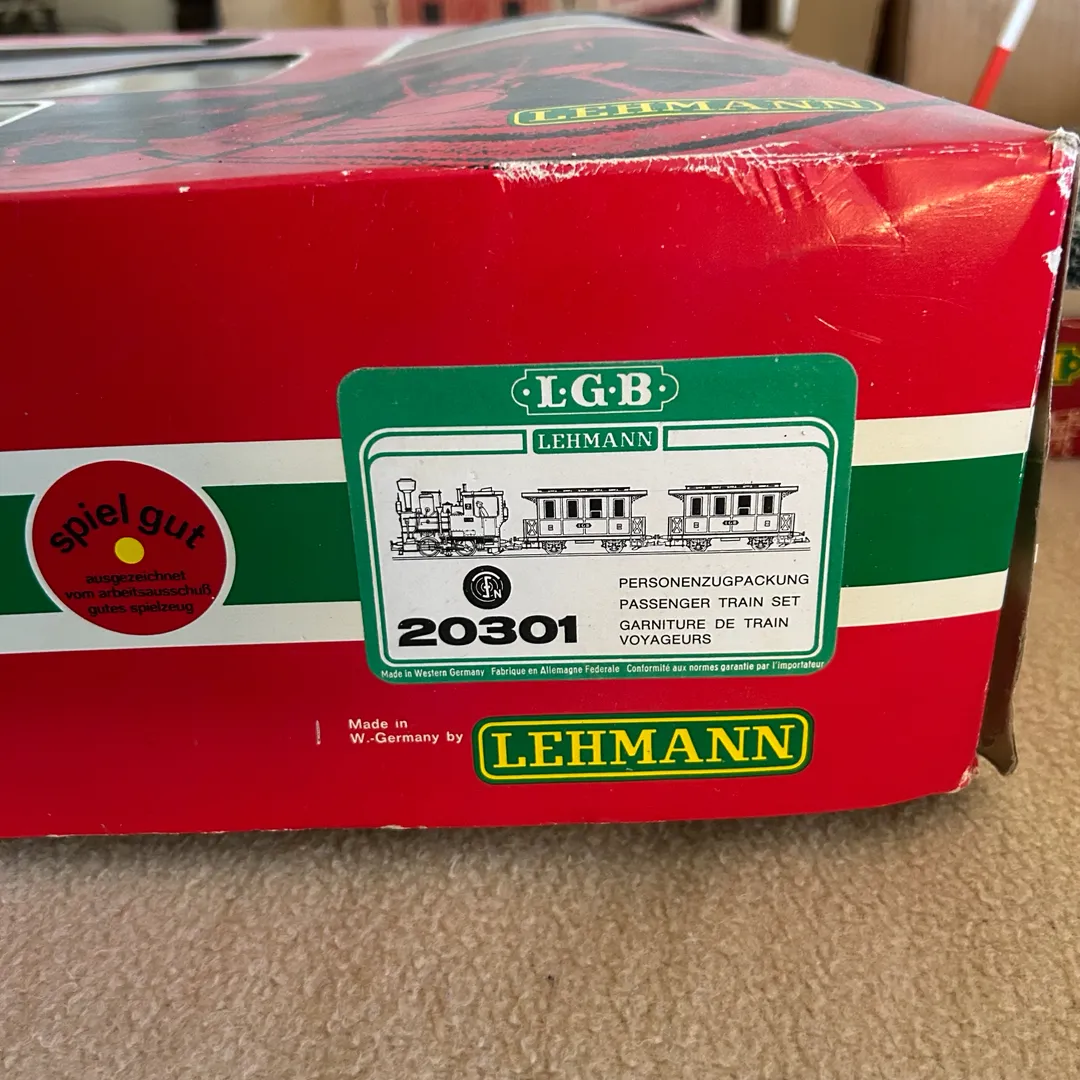 LEHMANN
·L·G·B·
LEHMANN
spiel gut
ausgezeichnet
vom arbeitsausschuß
gutes spielzeug
20301
PERSONENZUGPACKUNG
PASSENGER TRAIN SET
GARNITURE DE TRAIN
VOYAGEURS
Made in Western Germany Fabrique en Allemagne Federale Conformité aux normes garantie par l'importateur
Made in
W.-Germany by
LEHMANN